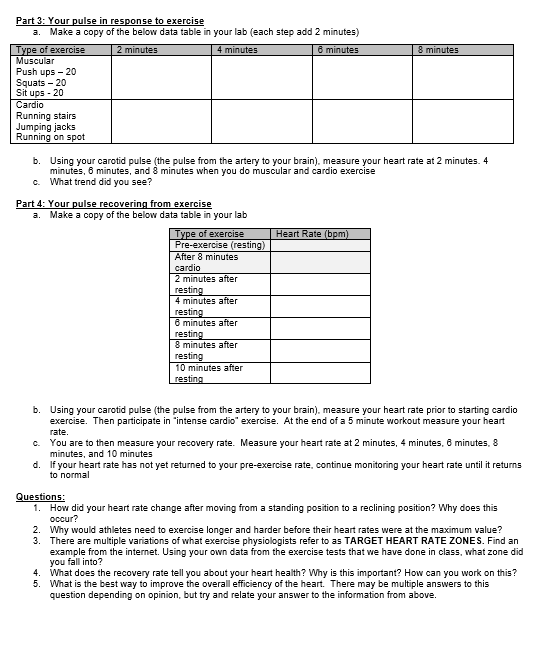 Part 3: Your pulse in response to exercise
a. Make a copy of the below data table in your lab (each step add 2 minutes)
Type of exercise 2 minutes 4 minutes 6 minutes 8 minutes
Muscular
Push ups – 20
Squats – 20
Sit ups - 20
Cardio
Running stairs
Jumping jacks
Running on spot
b. Using your carotid pulse (the pulse from the artery to your brain), measure your heart rate at 2 minutes. 4
minutes, 6 minutes, and 8 minutes when you do muscular and cardio exercise
c. What trend did you see?
Part 4: Your pulse recovering from exercise
a. Make a copy of the below data table in your lab
Type of exercise Heart Rate (bpm)
Pre-exercise (resting)
After 8 minutes
cardio
2 minutes after
resting
4 minutes after
resting
6 minutes after
resting
8 minutes after
resting
10 minutes after
resting
b. Using your carotid pulse (the pulse from the artery to your brain), measure your heart rate prior to starting cardio
exercise. Then participate in "intense cardio" exercise. At the end of a 5 minute workout measure your heart
rate.
c. You are to then measure your recovery rate. Measure your heart rate at 2 minutes, 4 minutes, 6 minutes, 8
minutes, and 10 minutes
d. If your heart rate has not yet returned to your pre-exercise rate, continue monitoring your heart rate until it returns
to normal
Questions:
1. How did your heart rate change after moving from a standing position to a reclining position? Why does this
occur?
2. Why would athletes need to exercise longer and harder before their heart rates were at the maximum value?
3. There are multiple variations of what exercise physiologists refer to as TARGET HEART RATE ZONES. Find an
example from the internet. Using your own data from the exercise tests that we have done in class, what zone did
you fall into?
4. What does the recovery rate tell you about your heart health? Why is this important? How can you work on this?
5. What is the best way to improve the overall efficiency of the heart. There may be multiple answers to this
question depending on opinion, but try and relate your answer to the information from above.